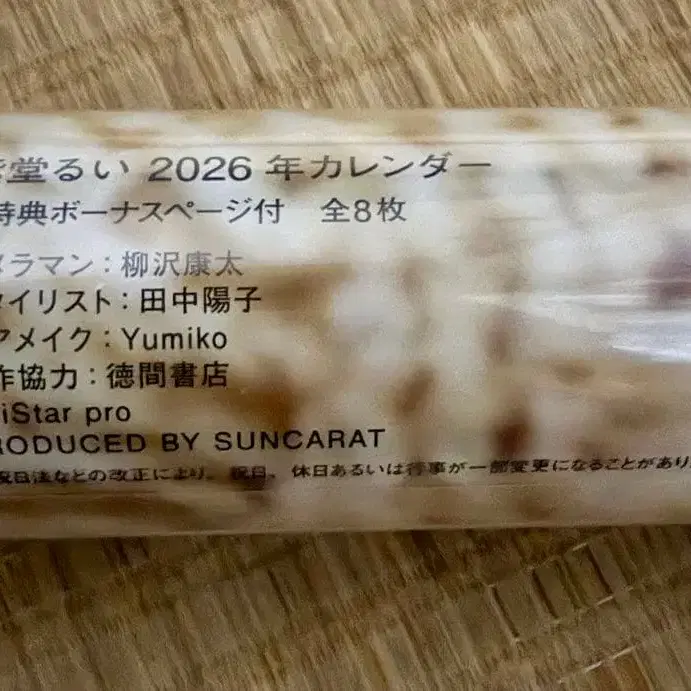 堂るい 2026 年カレンダー
特典ボーナスページ付 全8枚
メラマン：柳沢康太
タイリスト：田中陽子
アメイク：Yumiko
作協力：徳間書店
iStar pro
RODUCED BY SUNCARAT
祝日法などの改正により、祝日、休日あるいは行事が一部変更になることがあり